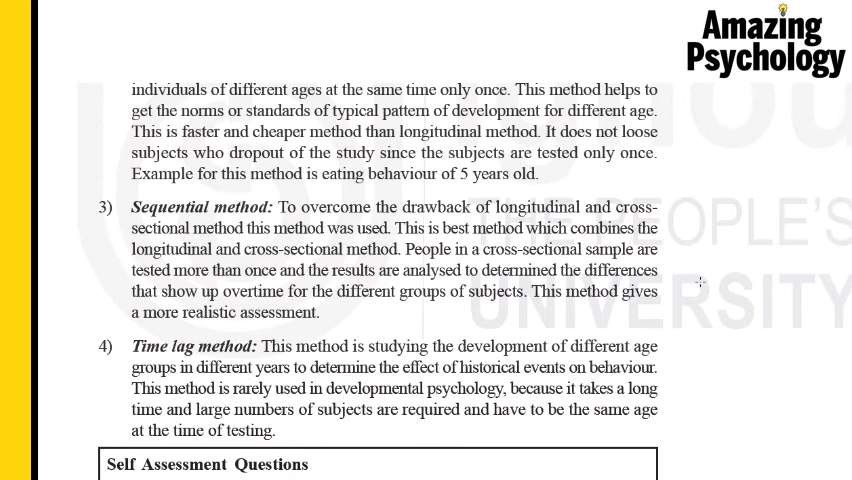 Amazing
Psychology
individuals of different ages at the same time only once. This method helps to
get the norms or standards of typical pattern of development for different age.
This is faster and cheaper method than longitudinal method. It does not loose
subjects who dropout of the study since the subjects are tested only once.
Example for this method is eating behaviour of 5 years old.
3) Sequential method: To overcome the drawback of longitudinal and cross-
sectional method this method was used. This is best method which combines the
longitudinal and cross-sectional method. People in a cross-sectional sample are
tested more than once and the results are analysed to determined the differences
that show up overtime for the different groups of subjects. This method gives
a more realistic assessment.
4) Time lag method: This method is studying the development of different age
groups in different years to determine the effect of historical events on behaviour.
This method is rarely used in developmental psychology, because it takes a long
time and large numbers of subjects are required and have to be the same age
at the time of testing.
Self Assessment Questions
THE PEOPLE'S
UNIVERSITY